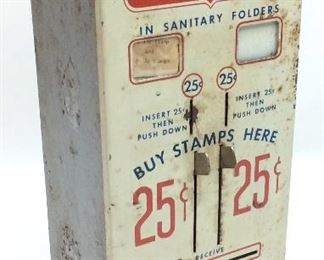 IN SANITARY FOLDERS
25¢ 25¢
INSERT 25¢ INSERT 25¢
THEN THEN
PUSH DOWN PUSH DOWN
BUY STAMPS HERE
25¢ 25¢
RECEIVE